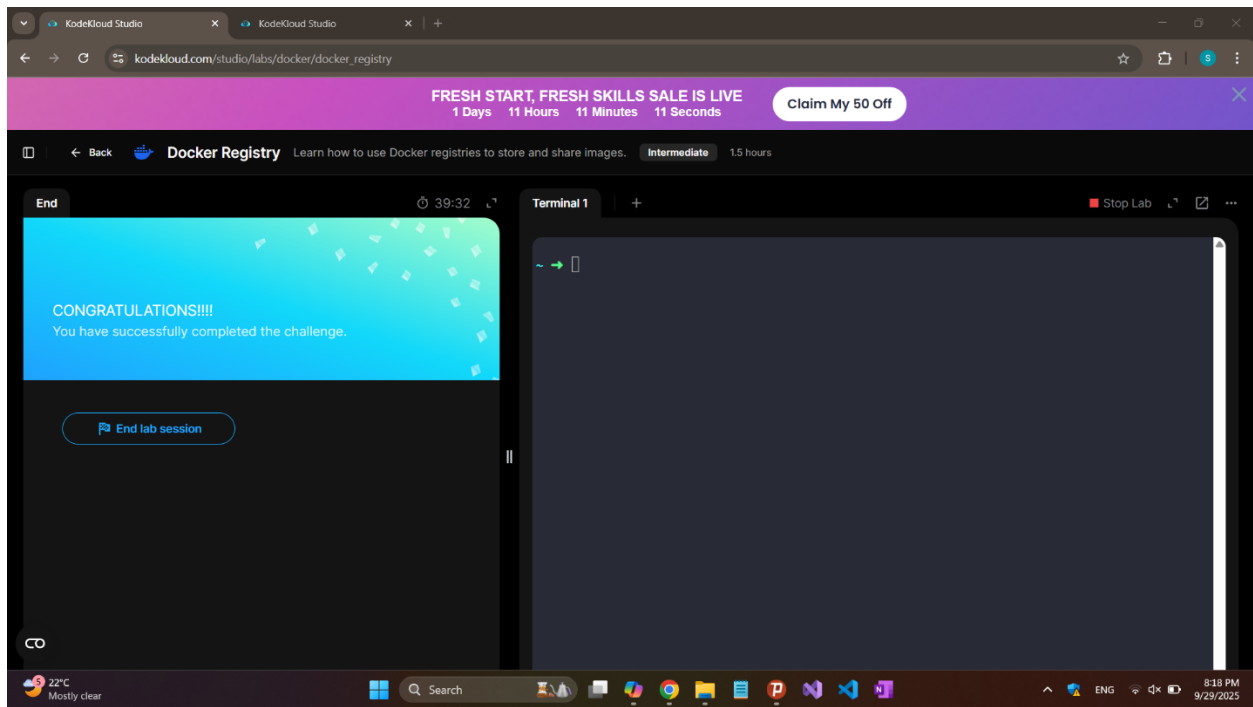 KodeKloud Studio
KodeKloud Studio
kodekloud.com/studio/labs/docker/docker_registry
S
FRESH START, FRESH SKILLS SALE IS LIVE
1 Days 11 Hours 11 Minutes 11 Seconds
Claim My 50 Off
Back
Docker Registry Learn how to use Docker registries to store and share images. Intermediate 1.5 hours
End
39:32
Terminal 1
Stop Lab
~ ➜
CONGRATULATIONS!!!!
You have successfully completed the challenge.
End lab session
5
22°C
Mostly clear
Search
ENG
8:18 PM
9/29/2025